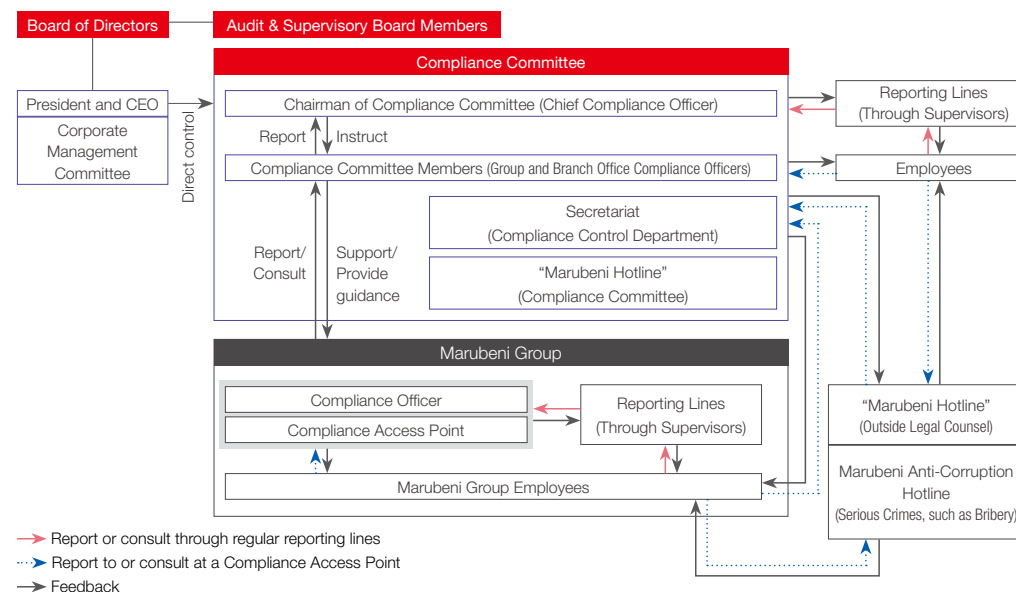 Board of Directors
Audit & Supervisory Board Members
Compliance Committee
President and CEO
Corporate
Management
Committee
Direct control
Chairman of Compliance Committee (Chief Compliance Officer)
Report
Instruct
Compliance Committee Members (Group and Branch Office Compliance Officers)
Reporting Lines
(Through Supervisors)
Employees
Secretariat
(Compliance Control Department)
Report/
Consult
Support/
Provide
guidance
“Marubeni Hotline”
(Compliance Committee)
Marubeni Group
Compliance Officer
Compliance Access Point
Reporting Lines
(Through Supervisors)
Marubeni Group Employees
“Marubeni Hotline”
(Outside Legal Counsel)
Marubeni Anti-Corruption
Hotline
(Serious Crimes, such as Bribery)
Report or consult through regular reporting lines
Report to or consult at a Compliance Access Point
Feedback